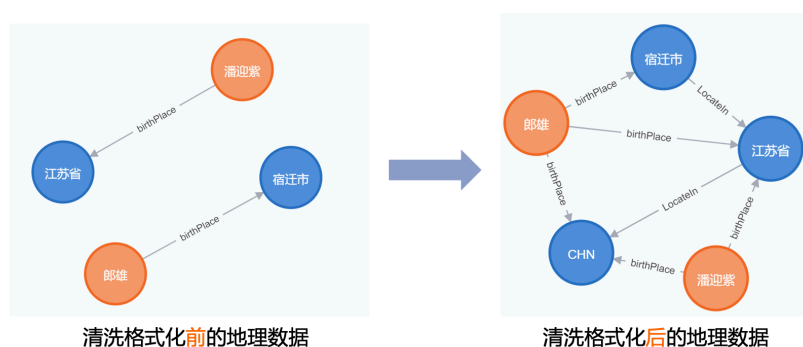 潘迎紫
birthPlace
江苏省
宿迁市
birthPlace
郎雄
清洗格式化前的地理数据
宿迁市
birthPlace
LocateIn
郎雄
birthPlace
江苏省
birthPlace
LocateIn
birthPlace
CHN
birthPlace
潘迎紫
清洗格式化后的地理数据